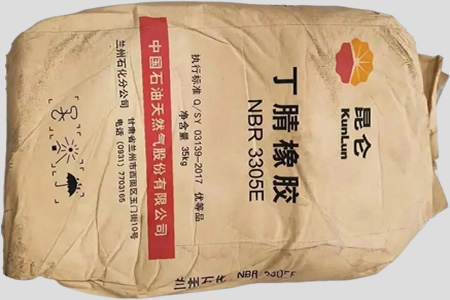 昆仑
KunLun
丁腈橡胶
NBR 3305E
执行标准 Q/SY 03139-2017 优等品
净含量 35kg
中国石油天然气股份有限公司
兰州石化分公司
甘肃省兰州市西固区玉门街10号
电话 (0931) 7703165